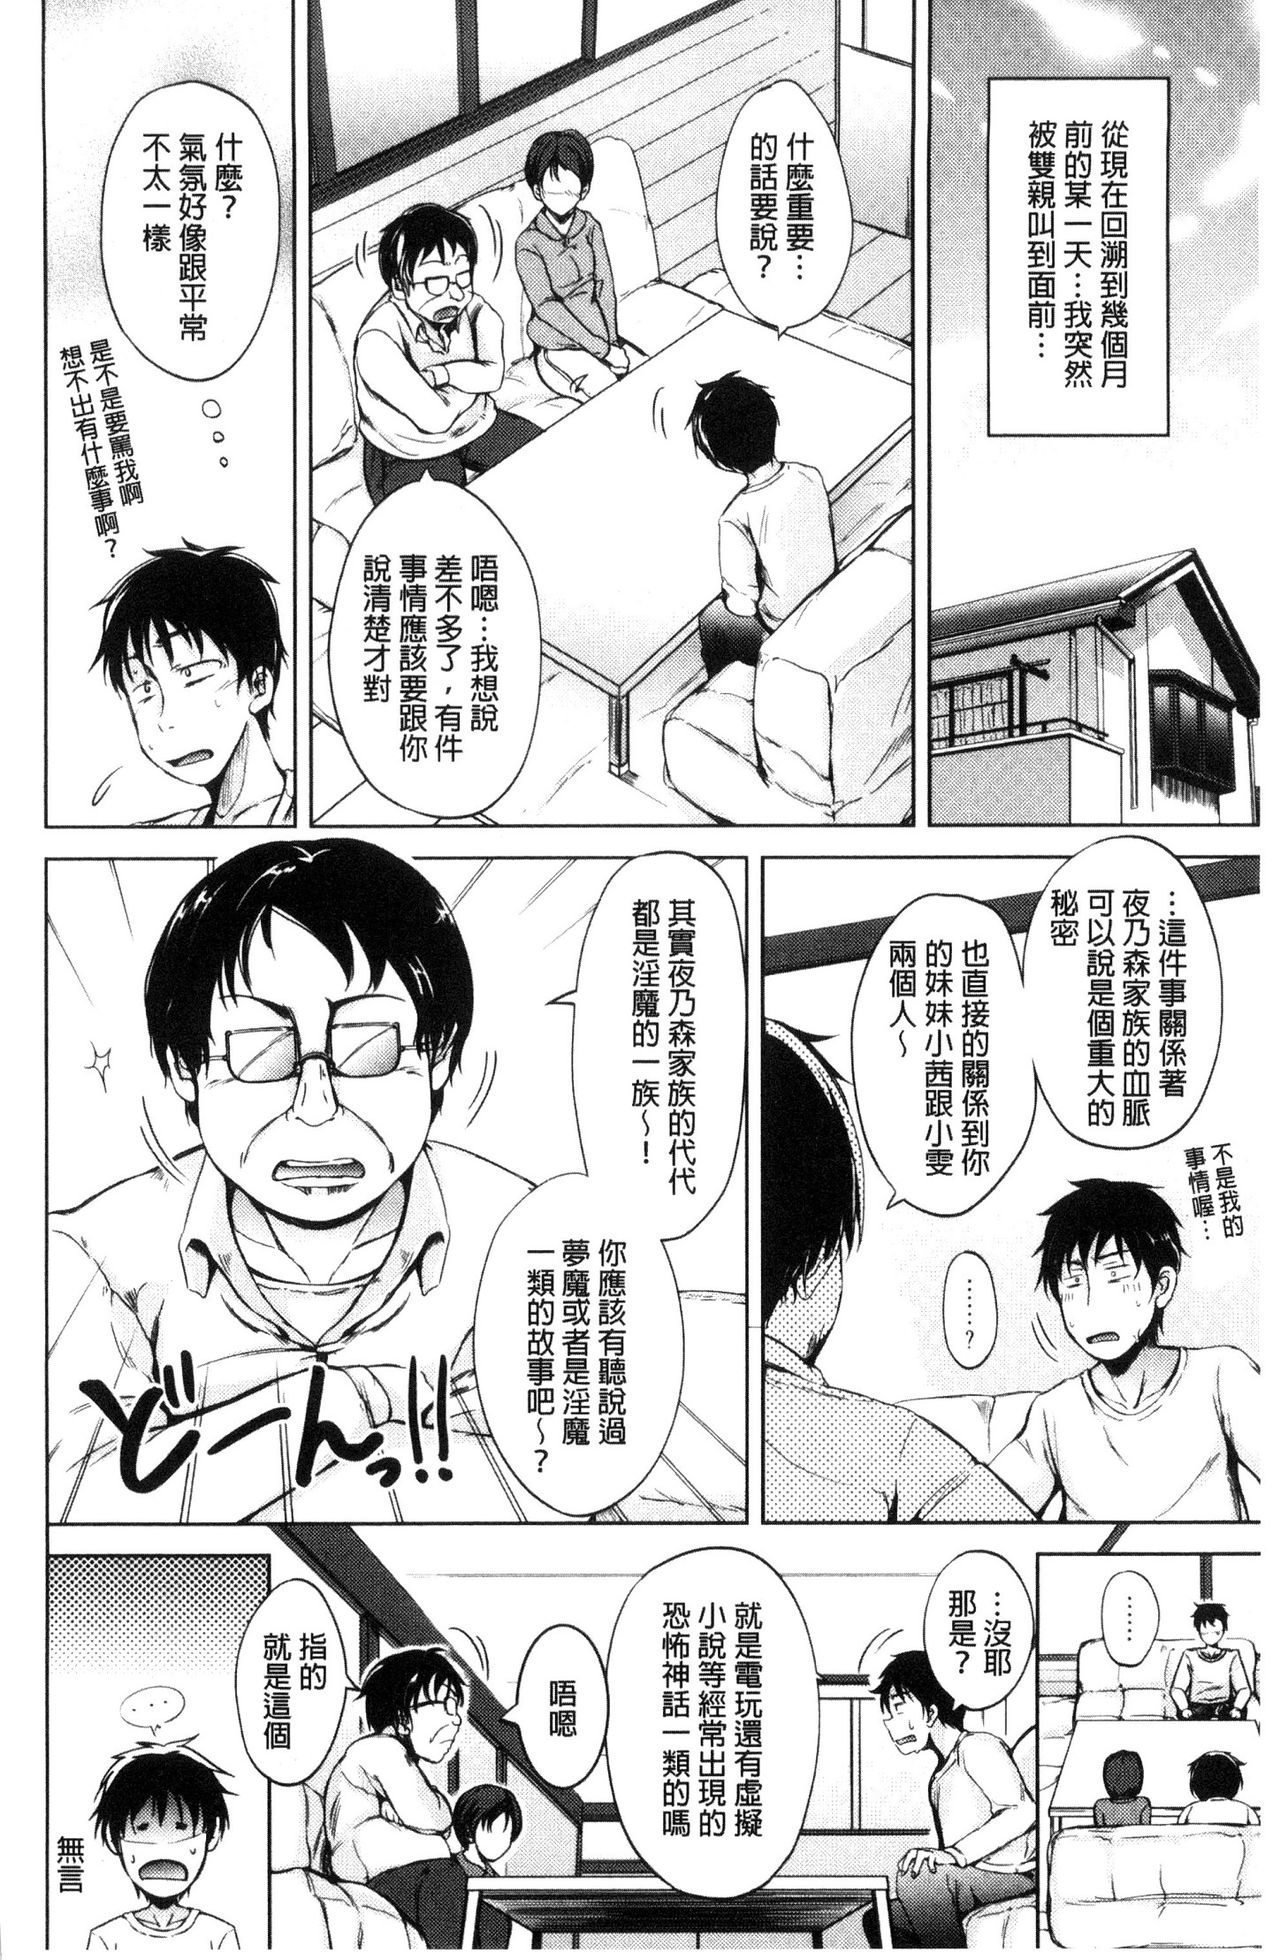 從現在回溯到幾個月
前的某一天…我突然
被雙親叫到面前…
什麼重要…
的話要說？
唔嗯…我想說
差不多了，有件
事情應該要跟你
說清楚才對
什麼？
氣氛好像跟平常
不太一樣
是不是要罵我啊
想不出有什麼事啊？
…這件事關係著
夜乃森家族的血脈
可以說是個重大的
秘密
也直接的關係到你
的妹妹小茜跟小雯
兩個人～
不是我的
事情喔…
……？
其實夜乃森家族的代代
都是淫魔的一族～！
你應該有聽說過
夢魔或者是淫魔
一類的故事吧～？
どーんっ!!
……
…沒耶
那是？
就是電玩還有虛擬
小說等經常出現的
恐怖神話一類的嗎
唔嗯
指的
就是這個
…
無言